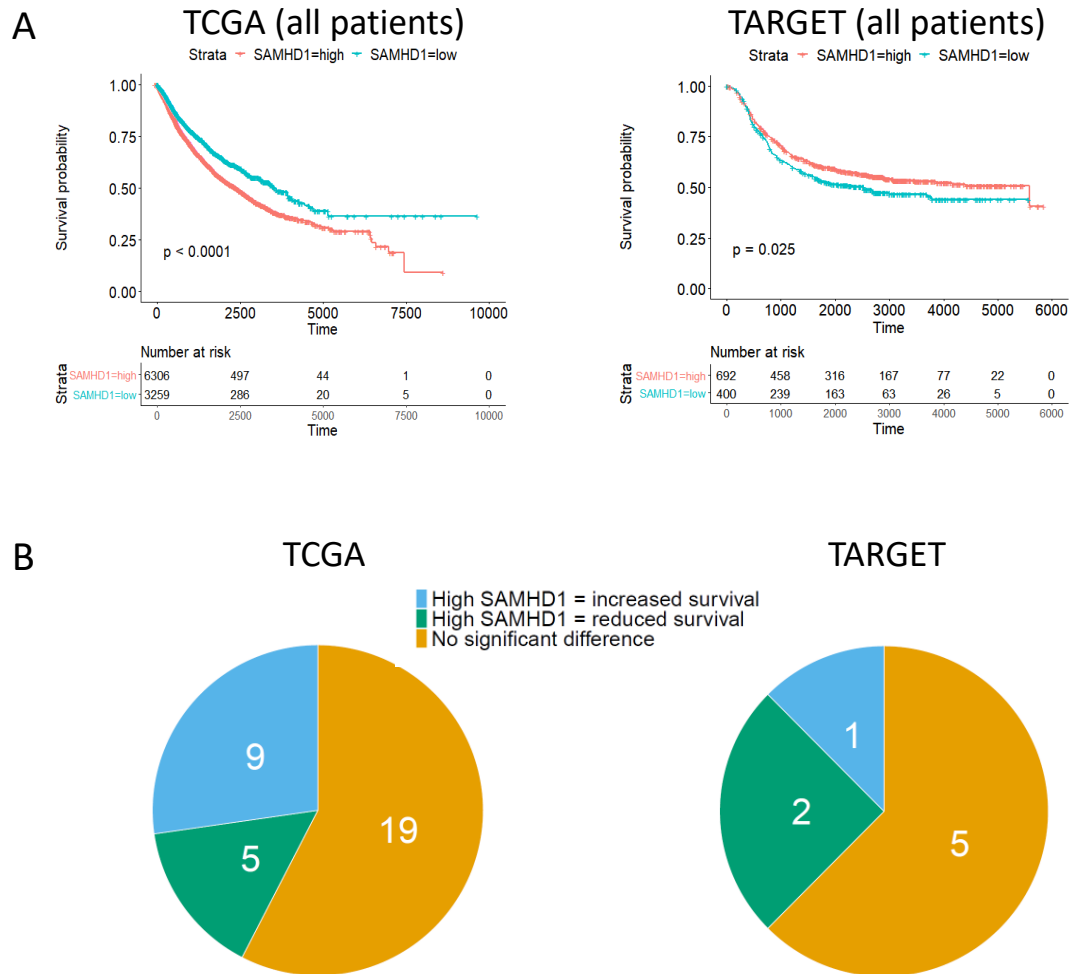 A
TCGA (all patients)
Strata SAMHD1=high SAMHD1=low
Survival probability
1.00
0.75
0.50
0.25
0.00
p < 0.0001
0 2500 5000 7500 10000
Time
Number at risk
Strata
SAMHD1=high 6306 497 44 1 0
SAMHD1=low 3259 286 20 5 0
0 2500 5000 7500 10000
Time
TARGET (all patients)
Strata SAMHD1=high SAMHD1=low
Survival probability
1.00
0.75
0.50
0.25
0.00
p = 0.025
0 1000 2000 3000 4000 5000 6000
Time
Number at risk
Strata
SAMHD1=high 692 458 316 167 77 22 0
SAMHD1=low 400 239 163 63 26 5 0
0 1000 2000 3000 4000 5000 6000
Time
B
TCGA
TARGET
High SAMHD1 = increased survival
High SAMHD1 = reduced survival
No significant difference
9
5
19
1
2
5